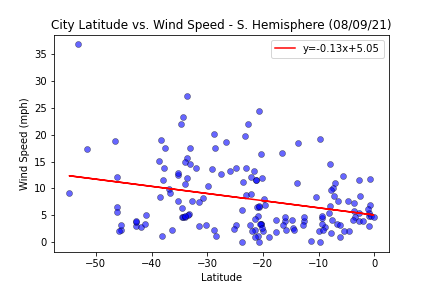 City Latitude vs. Wind Speed - S. Hemisphere (08/09/21)
y=-0.13x+5.05
35
30
25
20
15
10
5
0
Wind Speed (mph)
−50 −40 −30 −20 −10 0
Latitude